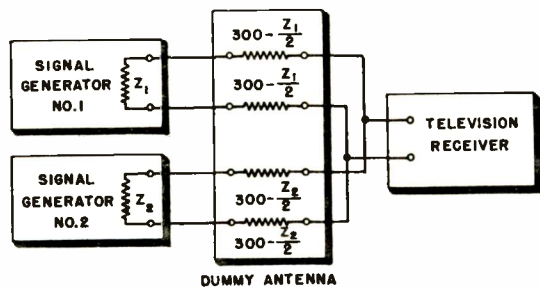 SIGNAL
GENERATOR
NO.1
Z₁
300-Z₁/2
300-Z₁/2
TELEVISION
RECEIVER
SIGNAL
GENERATOR
NO.2
Z₂
300-Z₂/2
300-Z₂/2
DUMMY ANTENNA